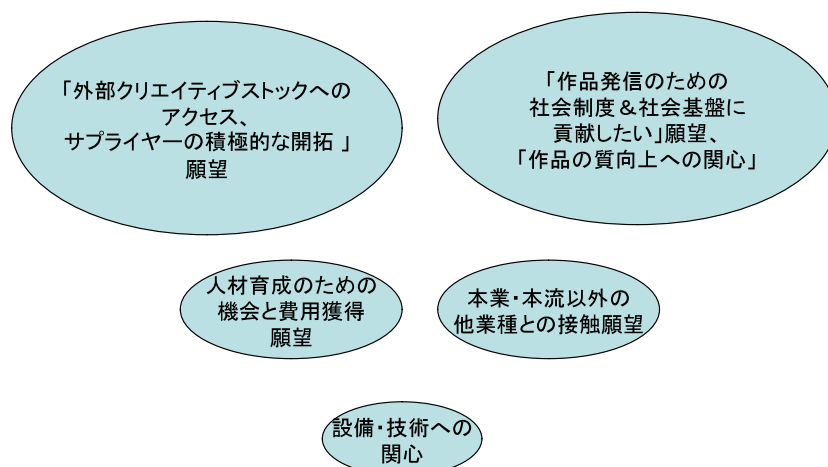 「外部クリエイティブストックへの
アクセス、
サプライヤーの積極的な開拓 」
願望
「作品発信のための
社会制度＆社会基盤に
貢献したい」願望、
「作品の質向上への関心」
人材育成のための
機会と費用獲得
願望
本業・本流以外の
他業種との接触願望
設備・技術への
関心